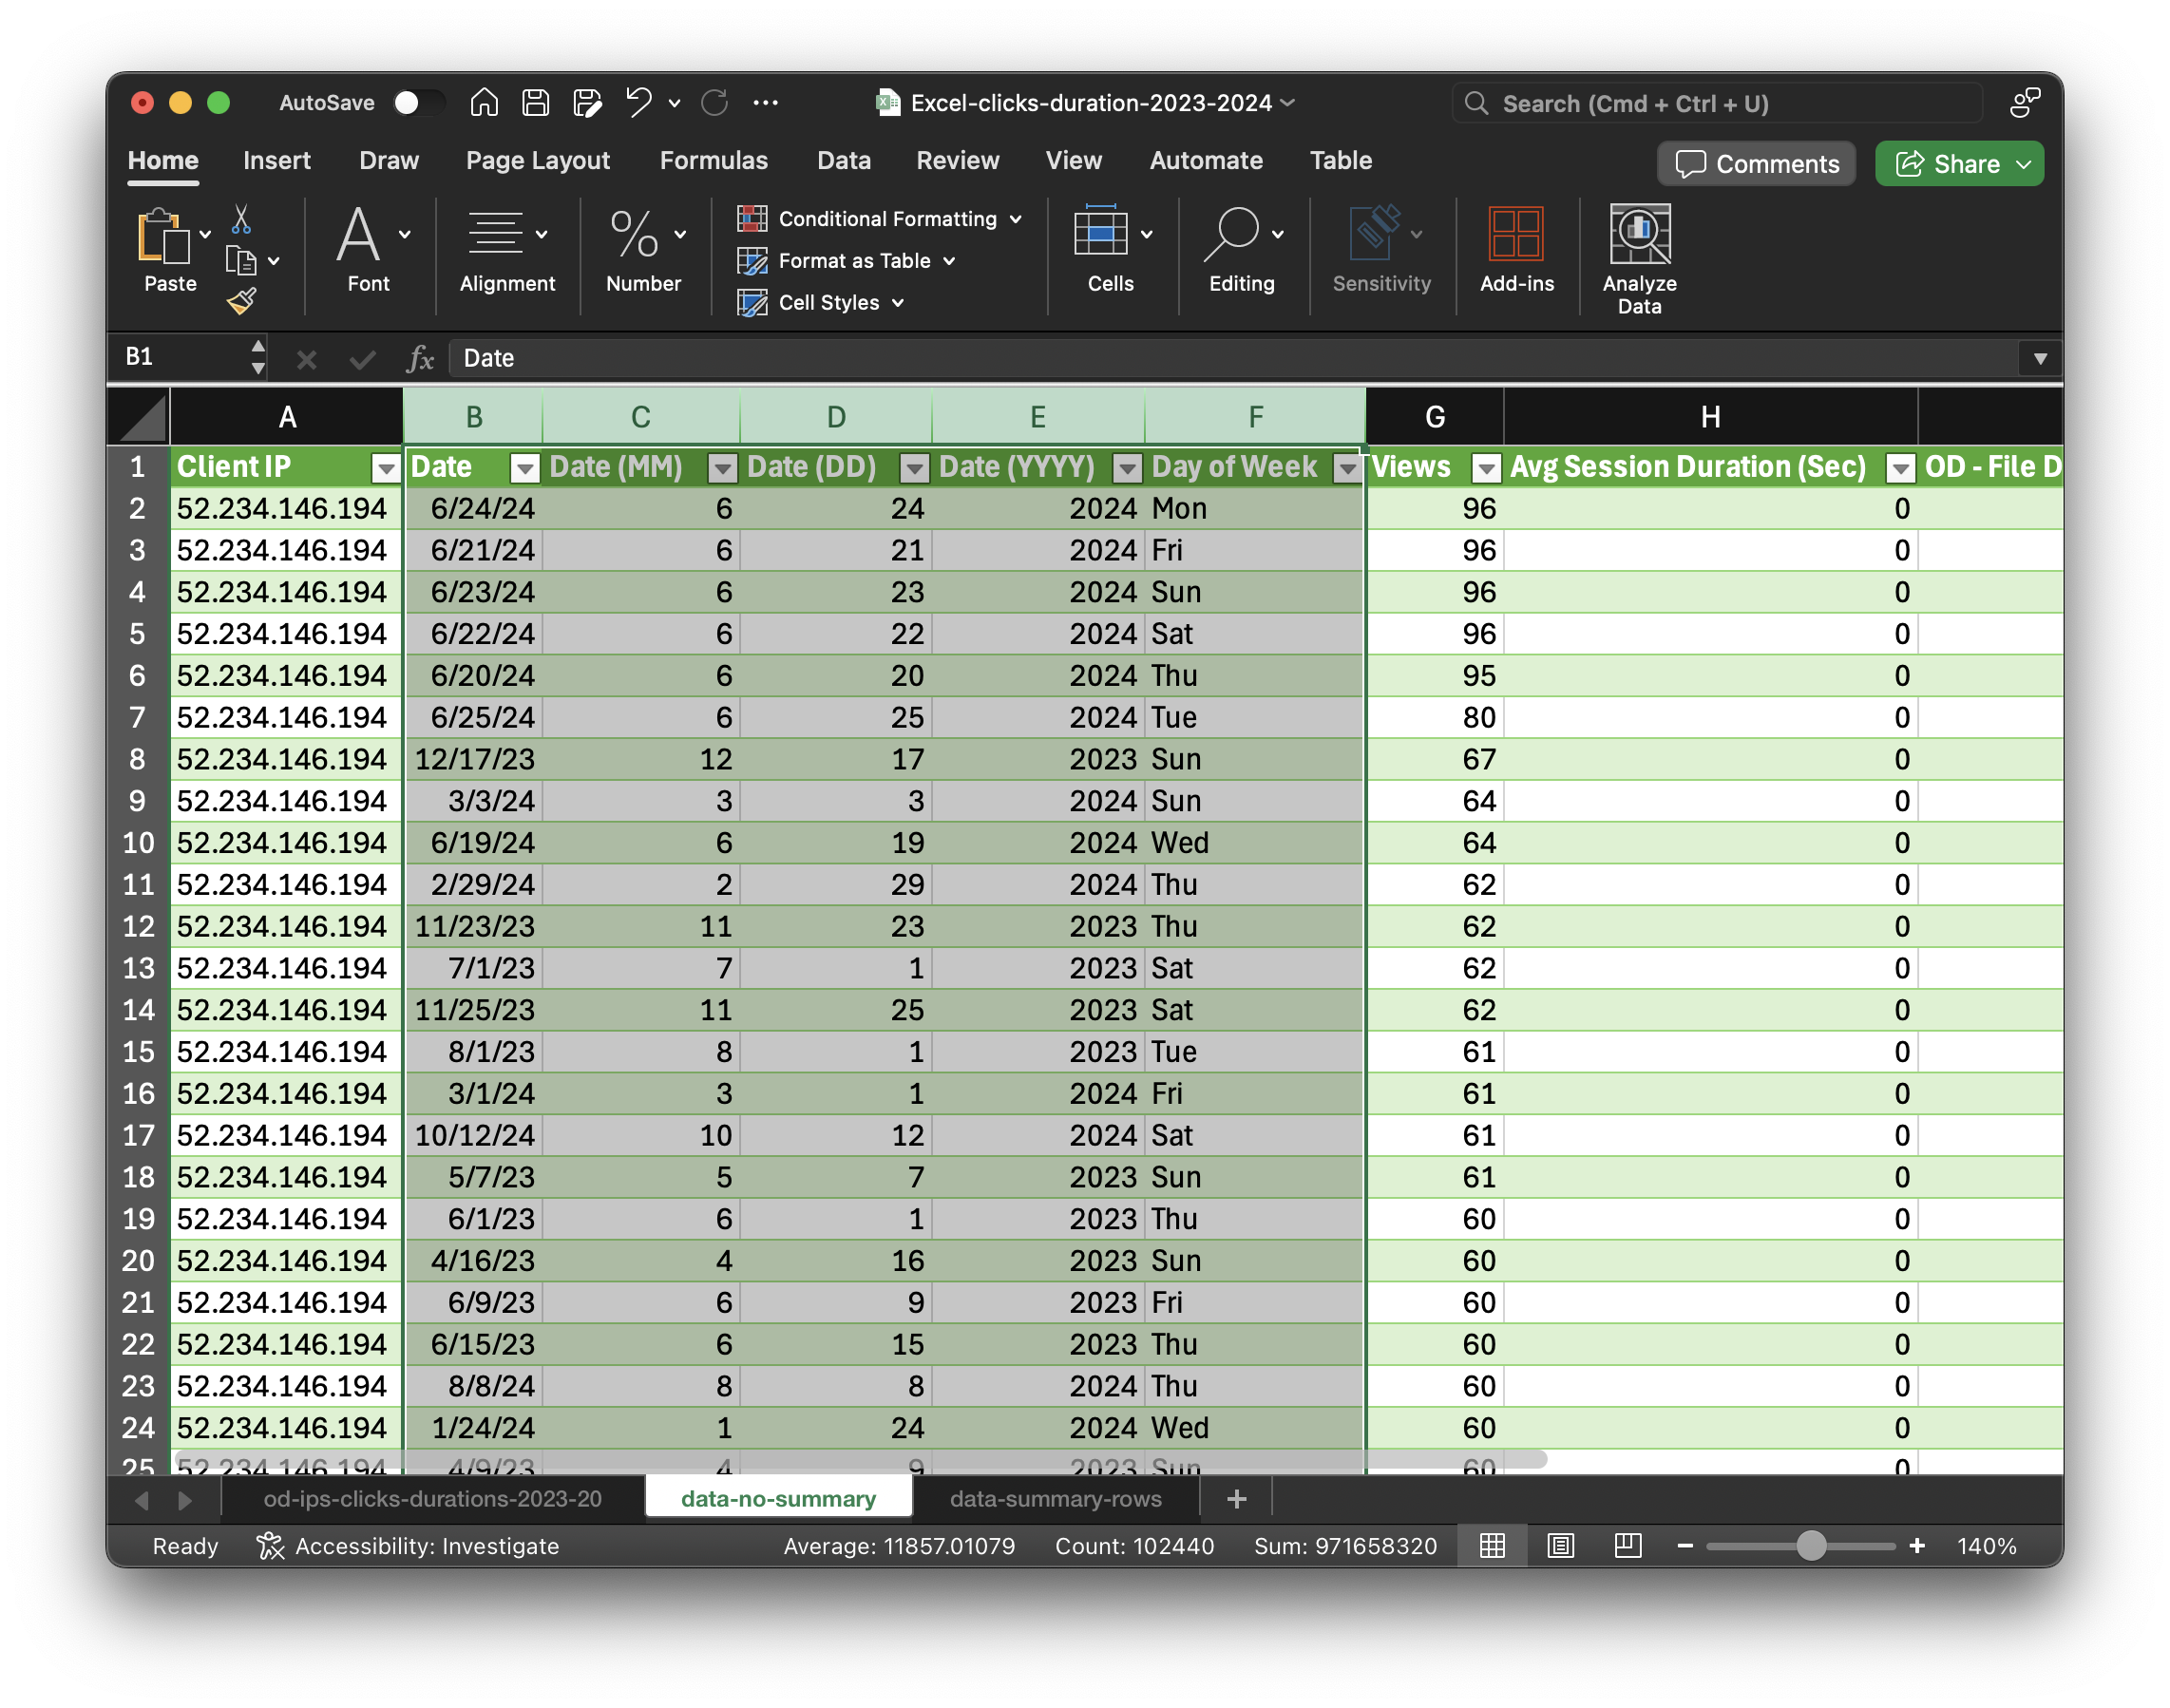 AutoSave Excel-clicks-duration-2023-2024 Search (Cmd + Ctrl + U)
Home Insert Draw Page Layout Formulas Data Review View Automate Table Comments Share
Conditional Formatting
Format as Table
Cell Styles
Paste Font Alignment Number Cells Editing Sensitivity Add-ins Analyze Data
B1 fx Date
A B C D E F G H
1 Client IP Date Date (MM) Date (DD) Date (YYYY) Day of Week Views Avg Session Duration (Sec) OD - File D
2 52.234.146.194 6/24/24 6 24 2024 Mon 96 0
3 52.234.146.194 6/21/24 6 21 2024 Fri 96 0
4 52.234.146.194 6/23/24 6 23 2024 Sun 96 0
5 52.234.146.194 6/22/24 6 22 2024 Sat 96 0
6 52.234.146.194 6/20/24 6 20 2024 Thu 95 0
7 52.234.146.194 6/25/24 6 25 2024 Tue 80 0
8 52.234.146.194 12/17/23 12 17 2023 Sun 67 0
9 52.234.146.194 3/3/24 3 3 2024 Sun 64 0
10 52.234.146.194 6/19/24 6 19 2024 Wed 64 0
11 52.234.146.194 2/29/24 2 29 2024 Thu 62 0
12 52.234.146.194 11/23/23 11 23 2023 Thu 62 0
13 52.234.146.194 7/1/23 7 1 2023 Sat 62 0
14 52.234.146.194 11/25/23 11 25 2023 Sat 62 0
15 52.234.146.194 8/1/23 8 1 2023 Tue 61 0
16 52.234.146.194 3/1/24 3 1 2024 Fri 61 0
17 52.234.146.194 10/12/24 10 12 2024 Sat 61 0
18 52.234.146.194 5/7/23 5 7 2023 Sun 61 0
19 52.234.146.194 6/1/23 6 1 2023 Thu 60 0
20 52.234.146.194 4/16/23 4 16 2023 Sun 60 0
21 52.234.146.194 6/9/23 6 9 2023 Fri 60 0
22 52.234.146.194 6/15/23 6 15 2023 Thu 60 0
23 52.234.146.194 8/8/24 8 8 2024 Thu 60 0
24 52.234.146.194 1/24/24 1 24 2024 Wed 60 0
25 52.234.146.194 4/9/23 4 9 2023 Sun 60 0
od-ips-clicks-durations-2023-20 data-no-summary data-summary-rows +
Ready Accessibility: Investigate Average: 11857.01079 Count: 102440 Sum: 971658320 140%